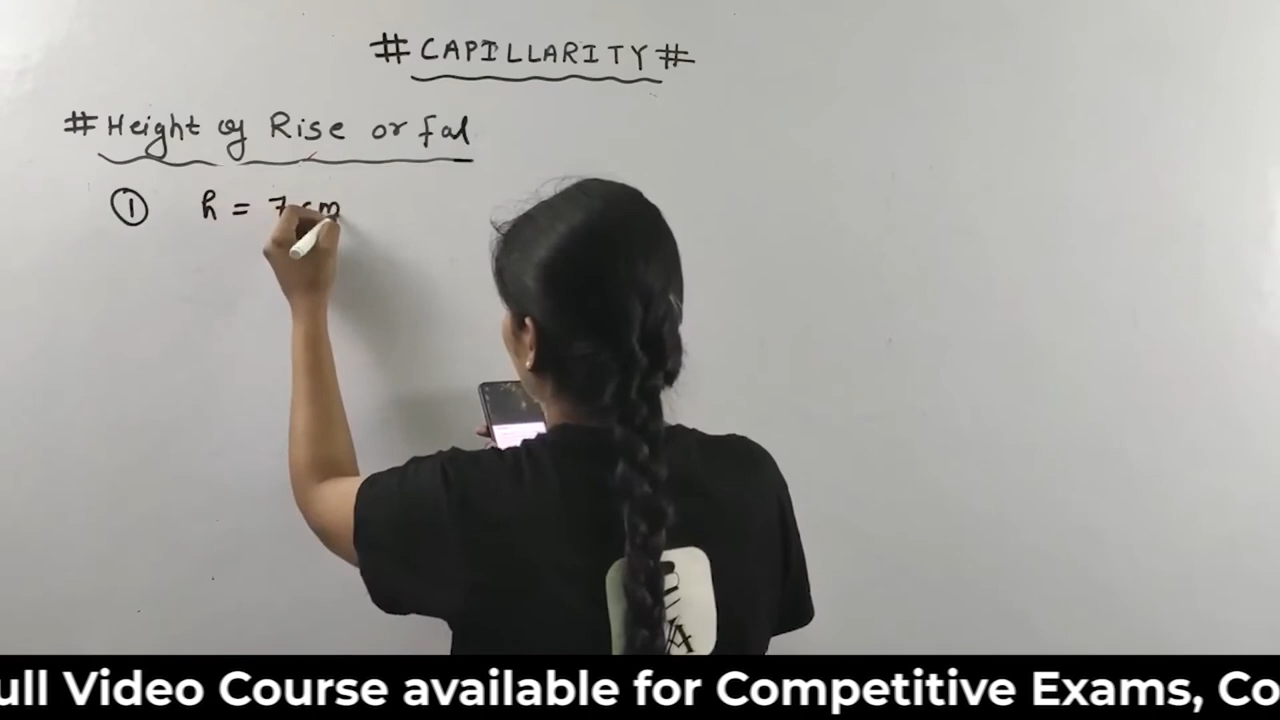 # CAPILLARITY #
# Height of Rise or fal
① h = 7 cm
ull Video Course available for Competitive Exams, Co